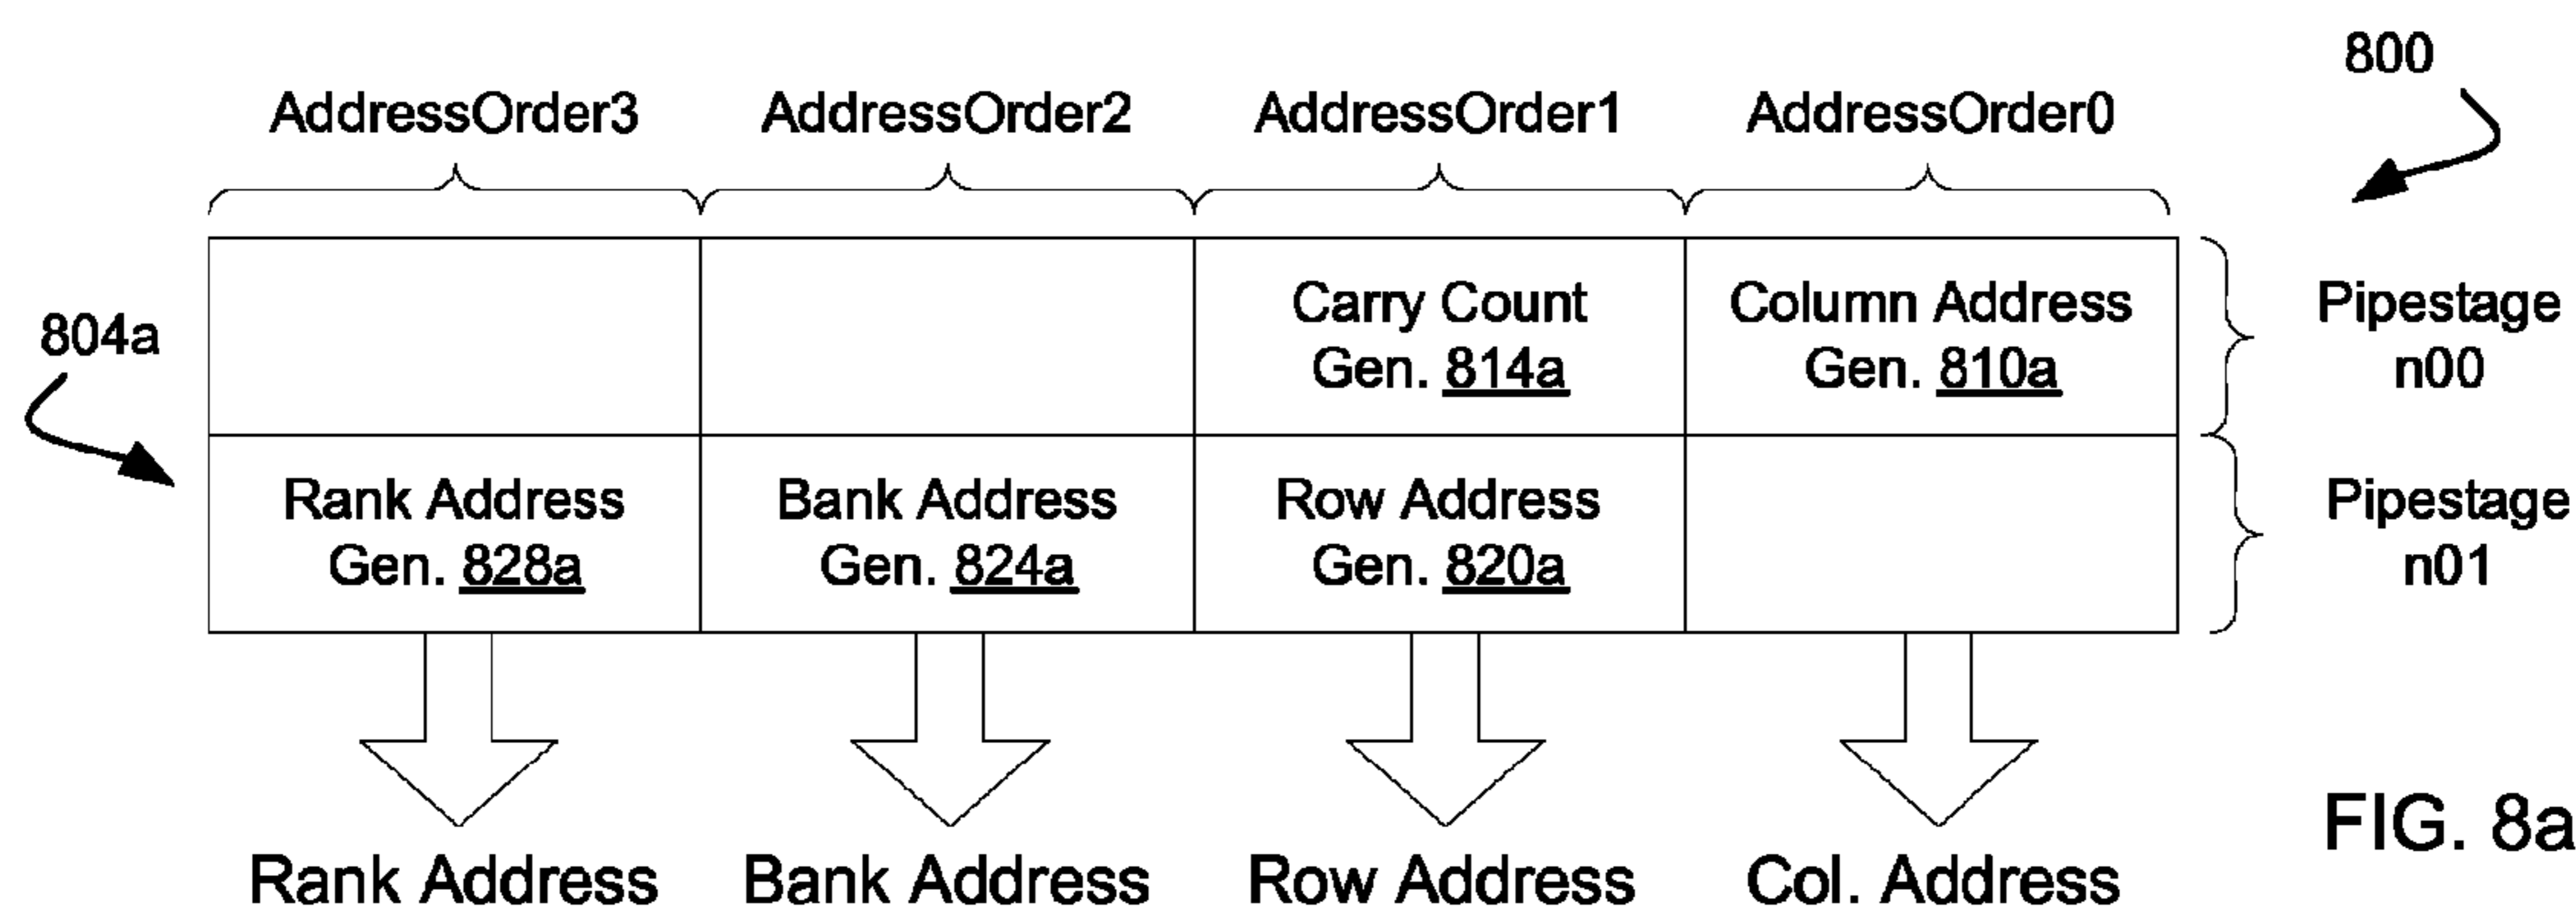 800
AddressOrder3 AddressOrder2 AddressOrder1 AddressOrder0
804a
Carry Count
Gen. 814a
Column Address
Gen. 810a
Pipestage
n00
Rank Address
Gen. 828a
Bank Address
Gen. 824a
Row Address
Gen. 820a
Pipestage
n01
Rank Address Bank Address Row Address Col. Address
FIG. 8a